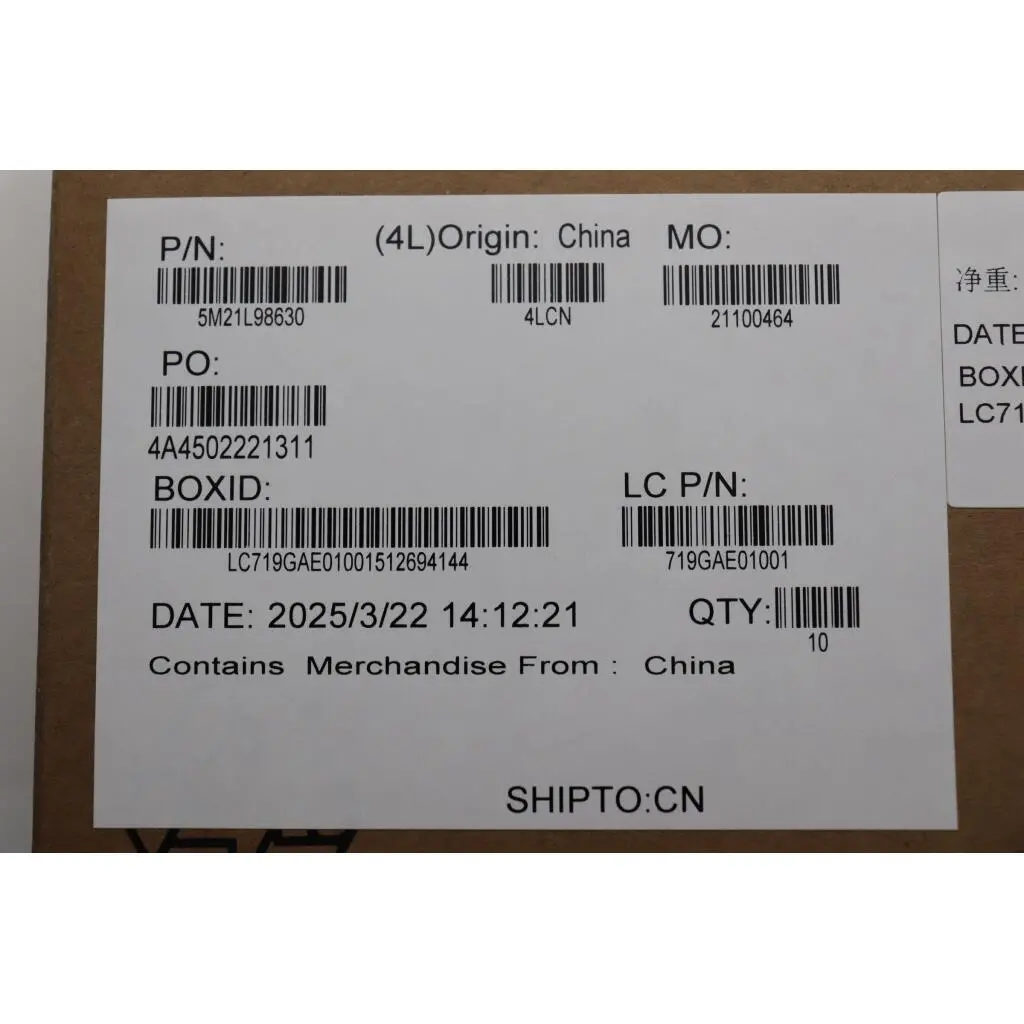 P/N:
(4L)Origin: China
MO:
5M21L98630
4LCN
21100464
PO:
4A4502221311
BOXID:
LC P/N:
LC719GAE01001512694144
719GAE01001
DATE: 2025/3/22 14:12:21
QTY:
10
Contains Merchandise From : China
SHIPTO:CN
净重:
DATE
BOXI
LC71